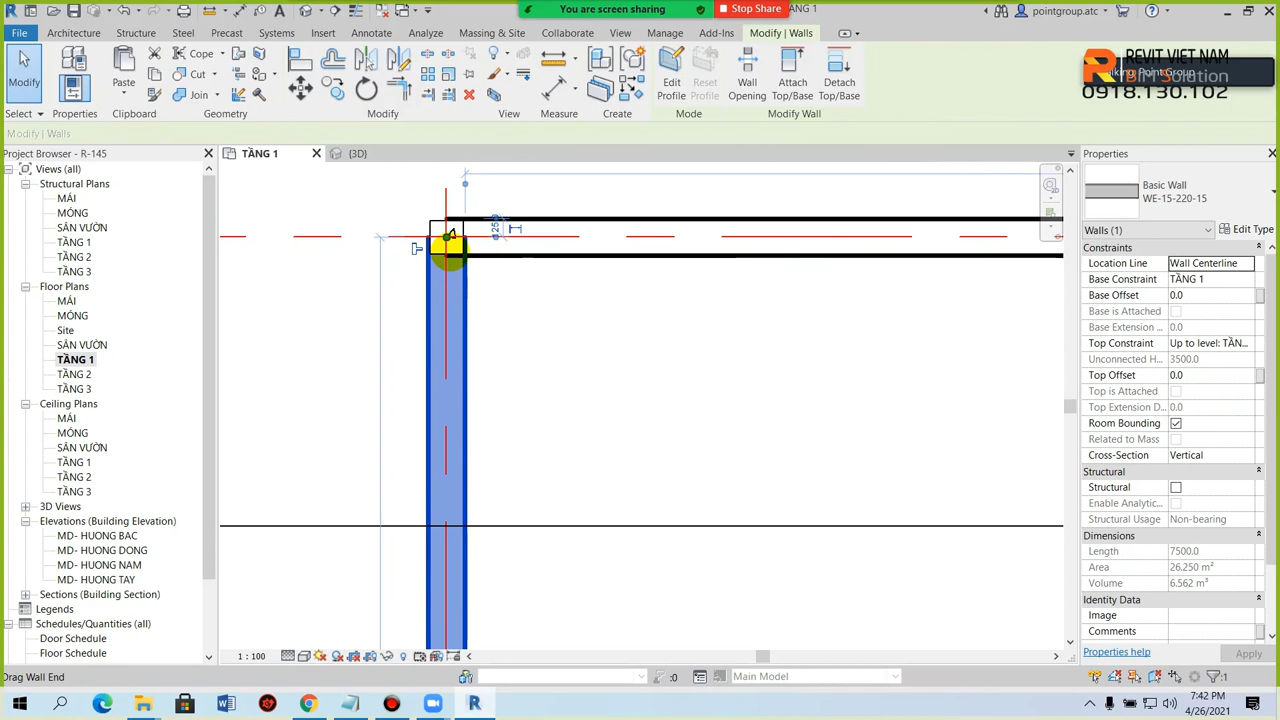 You are screen sharing
Stop Share
TẦNG 1
pointgroup.atc
File
Architecture
Structure
Steel
Precast
Systems
Insert
Annotate
Analyze
Massing & Site
Collaborate
View
Manage
Add-Ins
Modify | Walls
REVIT VIET NAM
Right Solution
0918.130.102
Modify
Paste
Cope
Cut
Join
Edit
Profile
Reset
Profile
Wall
Opening
Attach
Top/Base
Detach
Top/Base
Select
Properties
Clipboard
Geometry
Modify
View
Measure
Create
Mode
Modify Wall
Modify | Walls
Project Browser - R-145
TẦNG 1
{3D}
Properties
Views (all)
Structural Plans
MÁI
MÓNG
SÂN VƯỜN
TẦNG 1
TẦNG 2
TẦNG 3
Floor Plans
MÁI
MÓNG
Site
SÂN VƯỜN
TẦNG 1
TẦNG 2
TẦNG 3
Ceiling Plans
MÁI
MÓNG
SÂN VƯỜN
TẦNG 1
TẦNG 2
TẦNG 3
3D Views
Elevations (Building Elevation)
MD- HUONG BAC
MD- HUONG DONG
MD- HUONG NAM
MD- HUONG TAY
Sections (Building Section)
Legends
Schedules/Quantities (all)
Door Schedule
Floor Schedule
Basic Wall
WE-15-220-15
Walls (1)
Edit Type
Constraints
Location Line Wall Centerline
Base Constraint TẦNG 1
Base Offset 0.0
Base is Attached
Base Extension ...
Top Constraint Up to level: TẦN...
Unconnected H... 3500.0
Top Offset 0.0
Top is Attached
Top Extension D... 0.0
Room Bounding
Related to Mass
Cross-Section Vertical
Structural
Structural
Enable Analytic...
Structural Usage Non-bearing
Dimensions
Length 7500.0
Area 26.250 m²
Volume 6.562 m³
Identity Data
Image
Comments
Properties help
Apply
1 : 100
Drag Wall End
:0
Main Model
:1
7:42 PM
4/26/2021